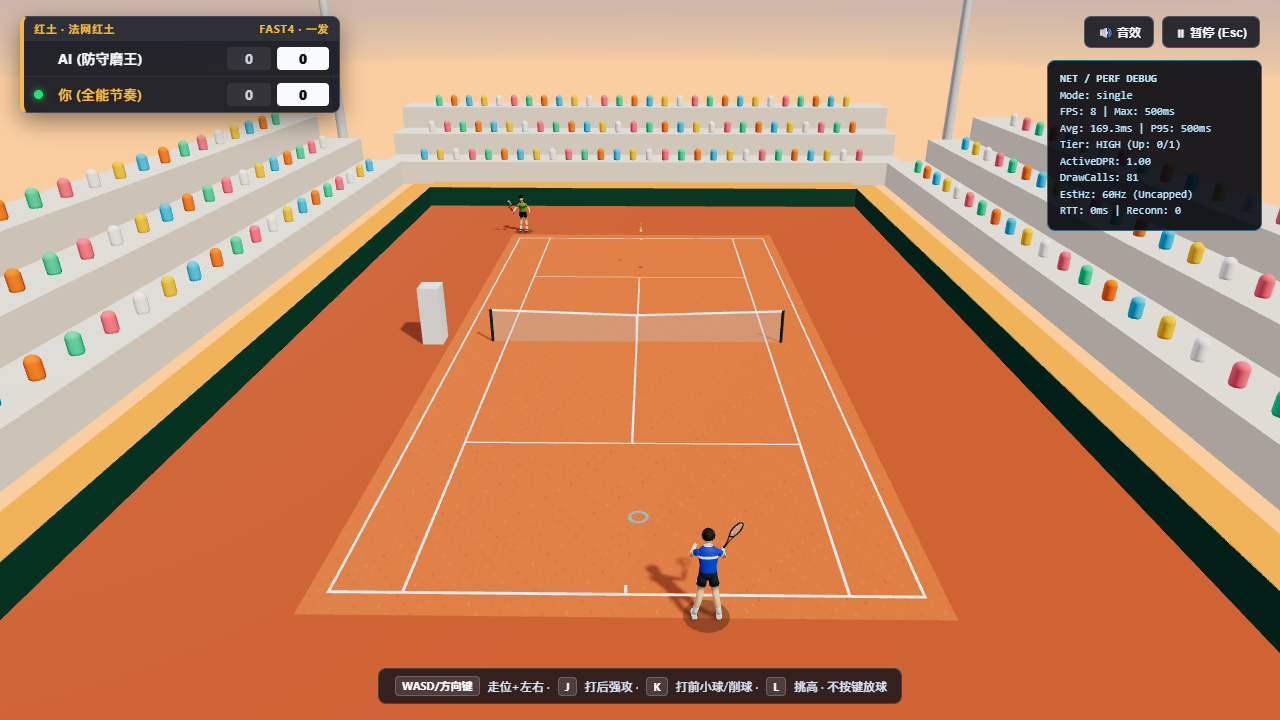 红土 · 法网红土 FAST4 · 一发
AI (防守磨王) 0 0
你 (全能节奏) 0 0
音效
暂停 (Esc)
NET / PERF DEBUG
Mode: single
FPS: 8 | Max: 500ms
Avg: 169.3ms | P95: 500ms
Tier: HIGH (Up: 0/1)
ActiveDPR: 1.00
DrawCalls: 81
EstHz: 60Hz (Uncapped)
RTT: 0ms | Reconn: 0
WASD/方向键 走位+左右 · J 打后强攻 · K 打前小球/削球 · L 挑高 · 不按键放球